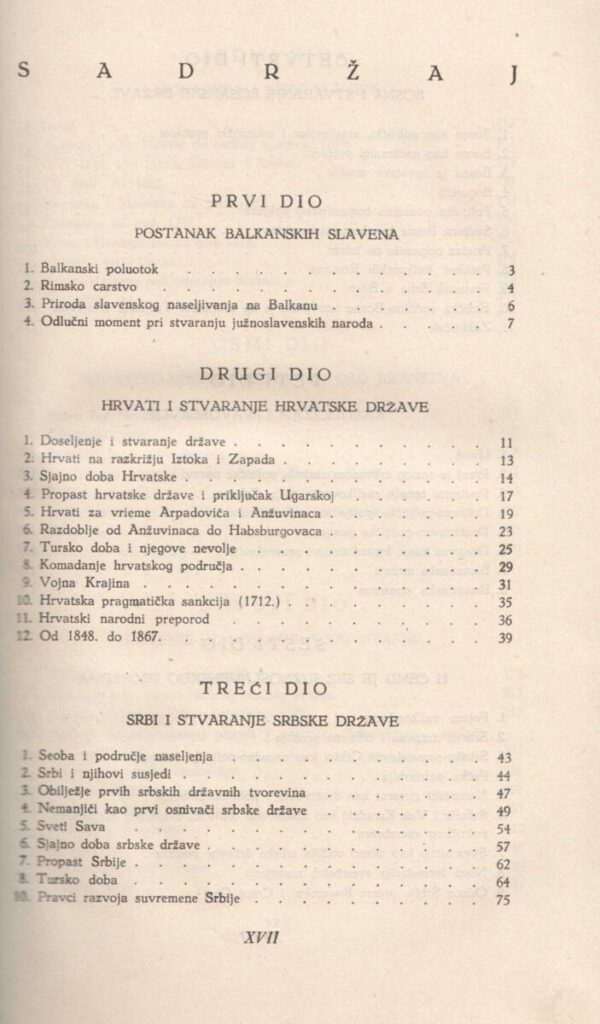 SADRŽAJ
PRVI DIO
POSTANAK BALKANSKIH SLAVENA
1. Balkanski poluotok . . . . . . . . . 3
2. Rimsko carstvo . . . . . . . . . . 4
3. Priroda slavenskog naseljivanja na Balkanu . . . . 6
4. Odlučni moment pri stvaranju južnoslavenskih naroda . . . . 7
DRUGI DIO
HRVATI I STVARANJE HRVATSKE DRŽAVE
1. Doseljenje i stvaranje države . . . . . . . . 11
2. Hrvati na razkrižju Iztoka i Zapada . . . . . . 13
3. Sjajno doba Hrvatske . . . . . . . . . 14
4. Propast hrvatske države i priključak Ugarskoj . . . . 17
5. Hrvati za vrieme Arpadovića i Anžuvinaca . . . . . 19
6. Razdoblje od Anžuvinaca do Habsburgovaca . . . . . 23
7. Tursko doba i njegove nevolje . . . . . . . 25
8. Komadanje hrvatskog područja . . . . . . . 29
9. Vojna Krajina . . . . . . . . . . 31
10. Hrvatska pragmatička sankcija (1712.) . . . . . . 35
11. Hrvatski narodni preporod . . . . . . . . 36
12. Od 1848. do 1867. . . . . . . . . . 39
TREĆI DIO
SRBI I STVARANJE SRBSKE DRŽAVE
1. Seoba i područje naseljenja . . . . . . . . 43
2. Srbi i njihovi susjedi . . . . . . . . . 44
3. Obilježje prvih srbskih državnih tvorevina . . . . . 47
4. Nemanjići kao prvi osnivači srbske države . . . . . 49
5. Sveti Sava . . . . . . . . . . . 54
6. Sjajno doba srbske države . . . . . . . . 57
7. Propast Srbije . . . . . . . . . . 62
8. Tursko doba . . . . . . . . . . 64
10. Pravci razvoja suvremene Srbije . . . . . . . 75
XVII